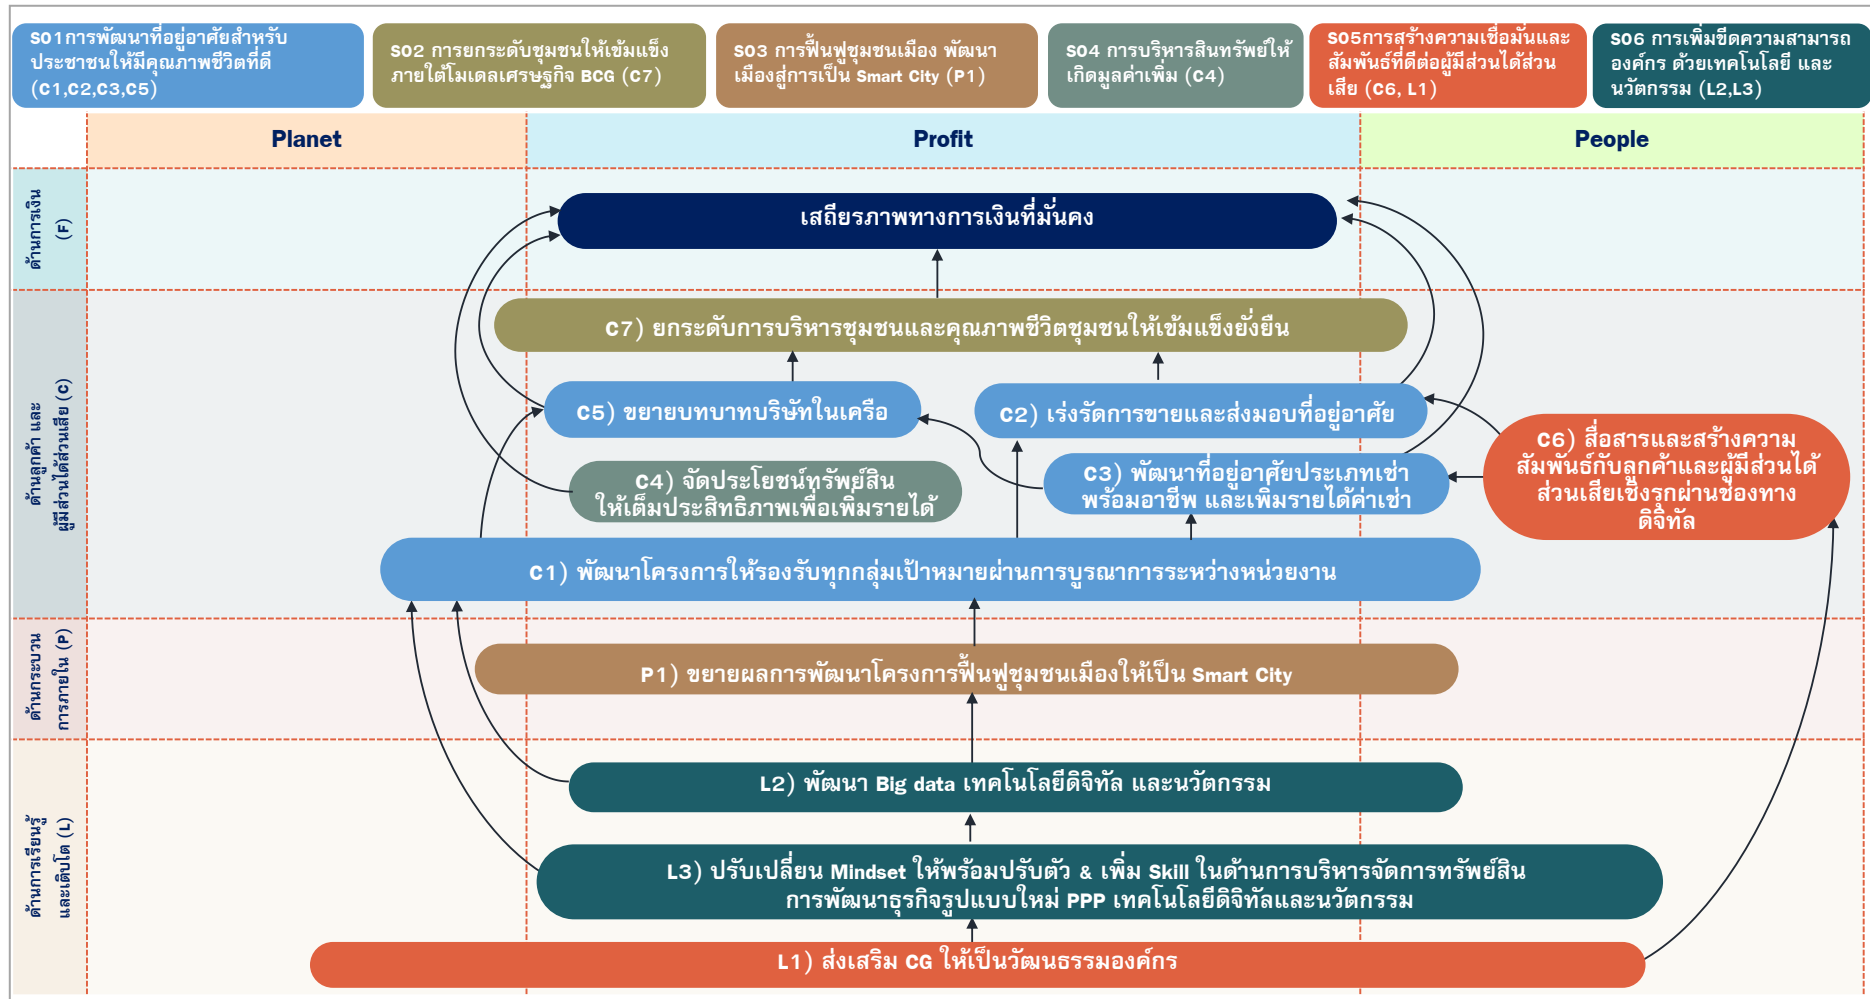 SO1การพัฒนาที่อยู่อาศัยสำหรับ
ประชาชนให้มีคุณภาพชีวิตที่ดี
(C1,C2,C3,C5)
SO2 การยกระดับชุมชนให้เข้มแข็ง
ภายใต้โมเดลเศรษฐกิจ BCG (C7)
SO3 การฟื้นฟูชุมชนเมือง พัฒนา
เมืองสู่การเป็น Smart City (P1)
SO4 การบริหารสินทรัพย์ให้
เกิดมูลค่าเพิ่ม (C4)
SO5การสร้างความเชื่อมั่นและ
สัมพันธ์ที่ดีต่อผู้มีส่วนได้ส่วน
เสีย (C6, L1)
SO6 การเพิ่มขีดความสามารถ
องค์กร ด้วยเทคโนโลยี และ
นวัตกรรม (L2,L3)
Planet
Profit
People
ด้านการเงิน
(F)
เสถียรภาพทางการเงินที่มั่นคง
ด้านลูกค้า และ
ผู้มีส่วนได้ส่วนเสีย (C)
C7) ยกระดับการบริหารชุมชนและคุณภาพชีวิตชุมชนให้เข้มแข็งยั่งยืน
C5) ขยายบทบาทบริษัทในเครือ
C2) เร่งรัดการขายและส่งมอบที่อยู่อาศัย
C6) สื่อสารและสร้างความ
สัมพันธ์กับลูกค้าและผู้มีส่วนได้
ส่วนเสียเชิงรุกผ่านช่องทาง
ดิจิทัล
C4) จัดประโยชน์ทรัพย์สิน
ให้เต็มประสิทธิภาพเพื่อเพิ่มรายได้
C3) พัฒนาที่อยู่อาศัยประเภทเช่า
พร้อมอาชีพ และเพิ่มรายได้ค่าเช่า
C1) พัฒนาโครงการให้รองรับทุกกลุ่มเป้าหมายผ่านการบูรณาการระหว่างหน่วยงาน
ด้านกระบวน
การภายใน (P)
P1) ขยายผลการพัฒนาโครงการฟื้นฟูชุมชนเมืองให้เป็น Smart City
ด้านการเรียนรู้
และเติบโต (L)
L2) พัฒนา Big data เทคโนโลยีดิจิทัล และนวัตกรรม
L3) ปรับเปลี่ยน Mindset ให้พร้อมปรับตัว & เพิ่ม Skill ในด้านการบริหารจัดการทรัพย์สิน
การพัฒนาธุรกิจรูปแบบใหม่ PPP เทคโนโลยีดิจิทัลและนวัตกรรม
L1) ส่งเสริม CG ให้เป็นวัฒนธรรมองค์กร